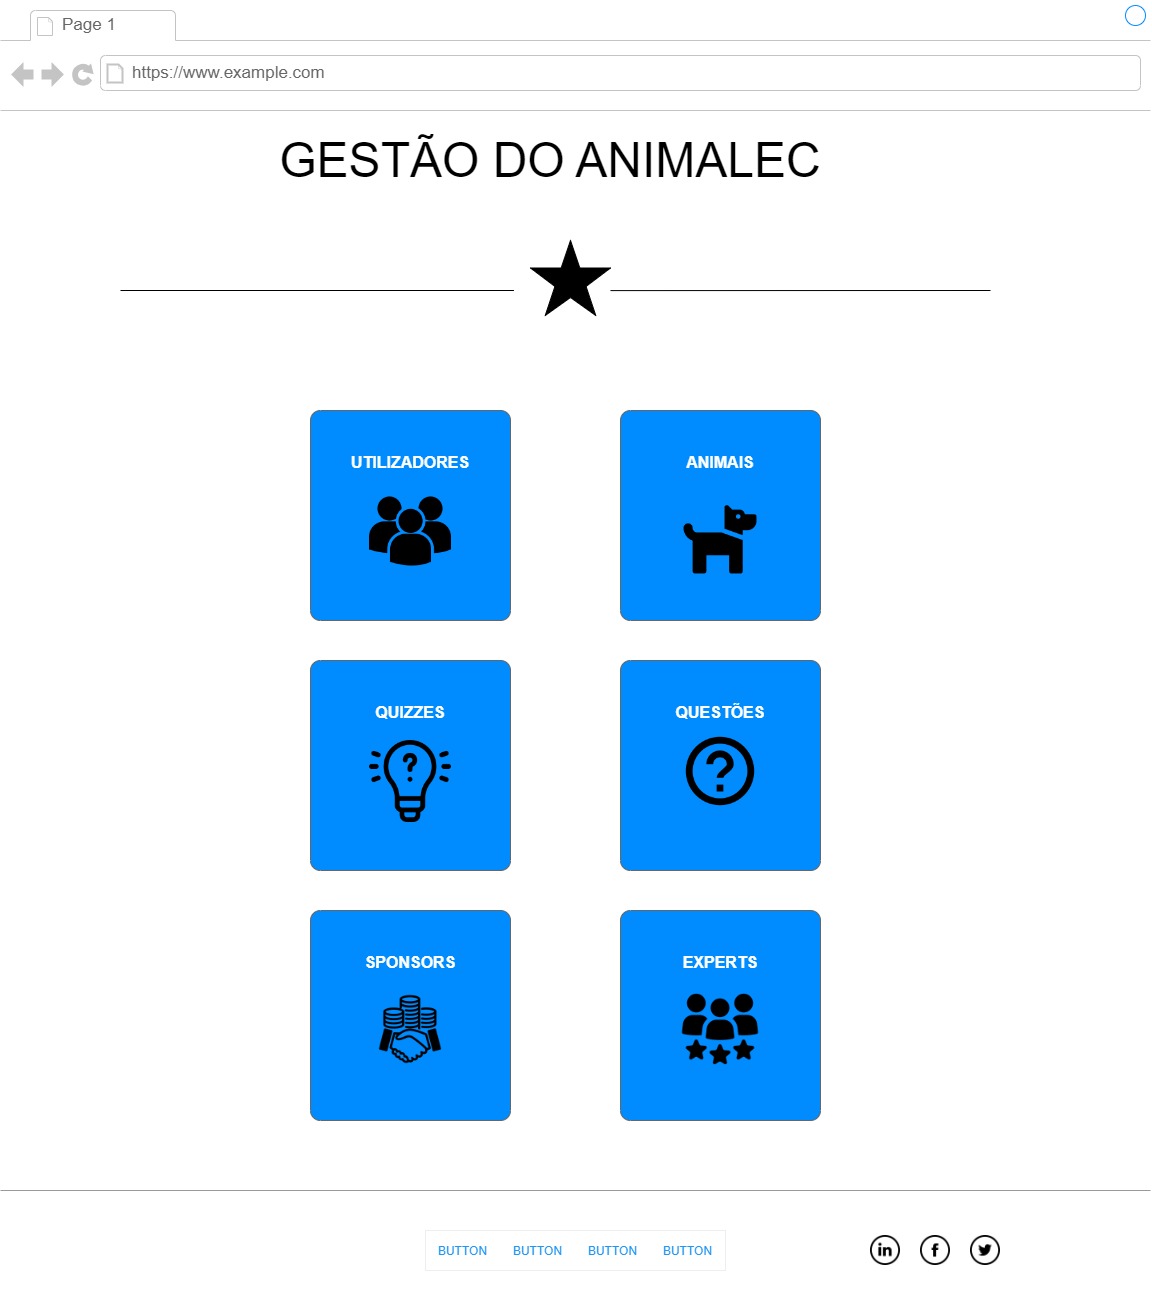 Page 1
https://www.example.com
GESTÃO DO ANIMALEC
UTILIZADORES
ANIMAIS
QUIZZES
QUESTÕES
SPONSORS
EXPERTS
BUTTON BUTTON BUTTON BUTTON